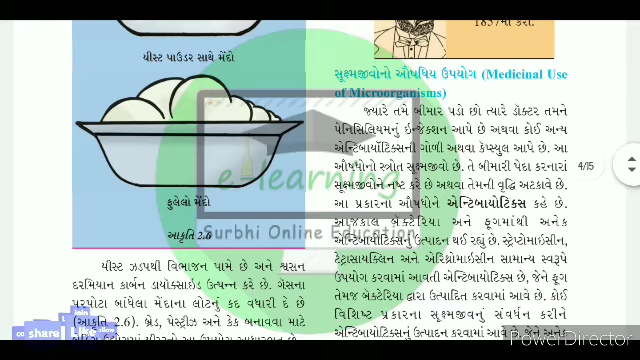 યીસ્ટ પાઉડર સાથે મેંદો
ફુલેલો મેંદો
આકૃતિ 2.6
યીસ્ટ ઝડપથી વિભાજન પામે છે અને શ્વસન
દરમિયાન કાર્બન ડાયોક્સાઇડ ઉત્પન્ન કરે છે. ગેસના
પરપોટા બાંધેલા મેંદાના લોટનું કદ વધારી દે છે
(આકૃતિ 2.6) બ્રેડ, પેસ્ટ્રીઝ અને કેક બનાવવા માટે
1857માં કરી.
સૂક્ષ્મજીવોનો ઔષધિય ઉપયોગ (Medicinal Use
of Microorganisms)
જ્યારે તમે બીમાર પડો છો ત્યારે ડૉક્ટર તમને
પેનિસિલિયમનું ઇન્જેક્શન આપે છે અથવા કોઈ અન્ય
એન્ટિબાયૉટિક્સની ગોળી અથવા કૅપ્સ્યુલ આપે છે. આ
ઔષધોનો સ્ત્રોત સૂક્ષ્મજીવો છે. તે બીમારી પેદા કરનારાં
સૂક્ષ્મજીવોને નષ્ટ કરે છે અથવા તેમની વૃદ્ધિ અટકાવે છે.
આ પ્રકારના ઔષધોને એન્ટિબાયોટિક્સ કહે છે.
આજકાલ બૅક્ટેરિયા અને ફૂગમાંથી અનેક
એન્ટિબાયોટિક્સનું ઉત્પાદન થઈ રહ્યું છે. સ્ટ્રેપ્ટોમાઇસીન,
ટેટ્રાસાયક્લિન અને એરિથ્રોમાઇસીન સામાન્ય સ્વરૂપે
ઉપયોગ કરવામાં આવતી એન્ટિબાયોટિક્સ છે, જેને ફૂગ
તેમજ બેક્ટેરિયા દ્વારા ઉત્પાદિત કરવામાં આવે છે. કોઈ
વિશિષ્ટ પ્રકારના સૂક્ષ્મજીવનું સંવર્ધન કરીને
એન્ટિબાયોટિક્સનું ઉત્પાદન કરવામાં આવે છે. જેને અનેક
4/15
e-learning
Surbhi Online Education
join
Like
co share
PowerDirector